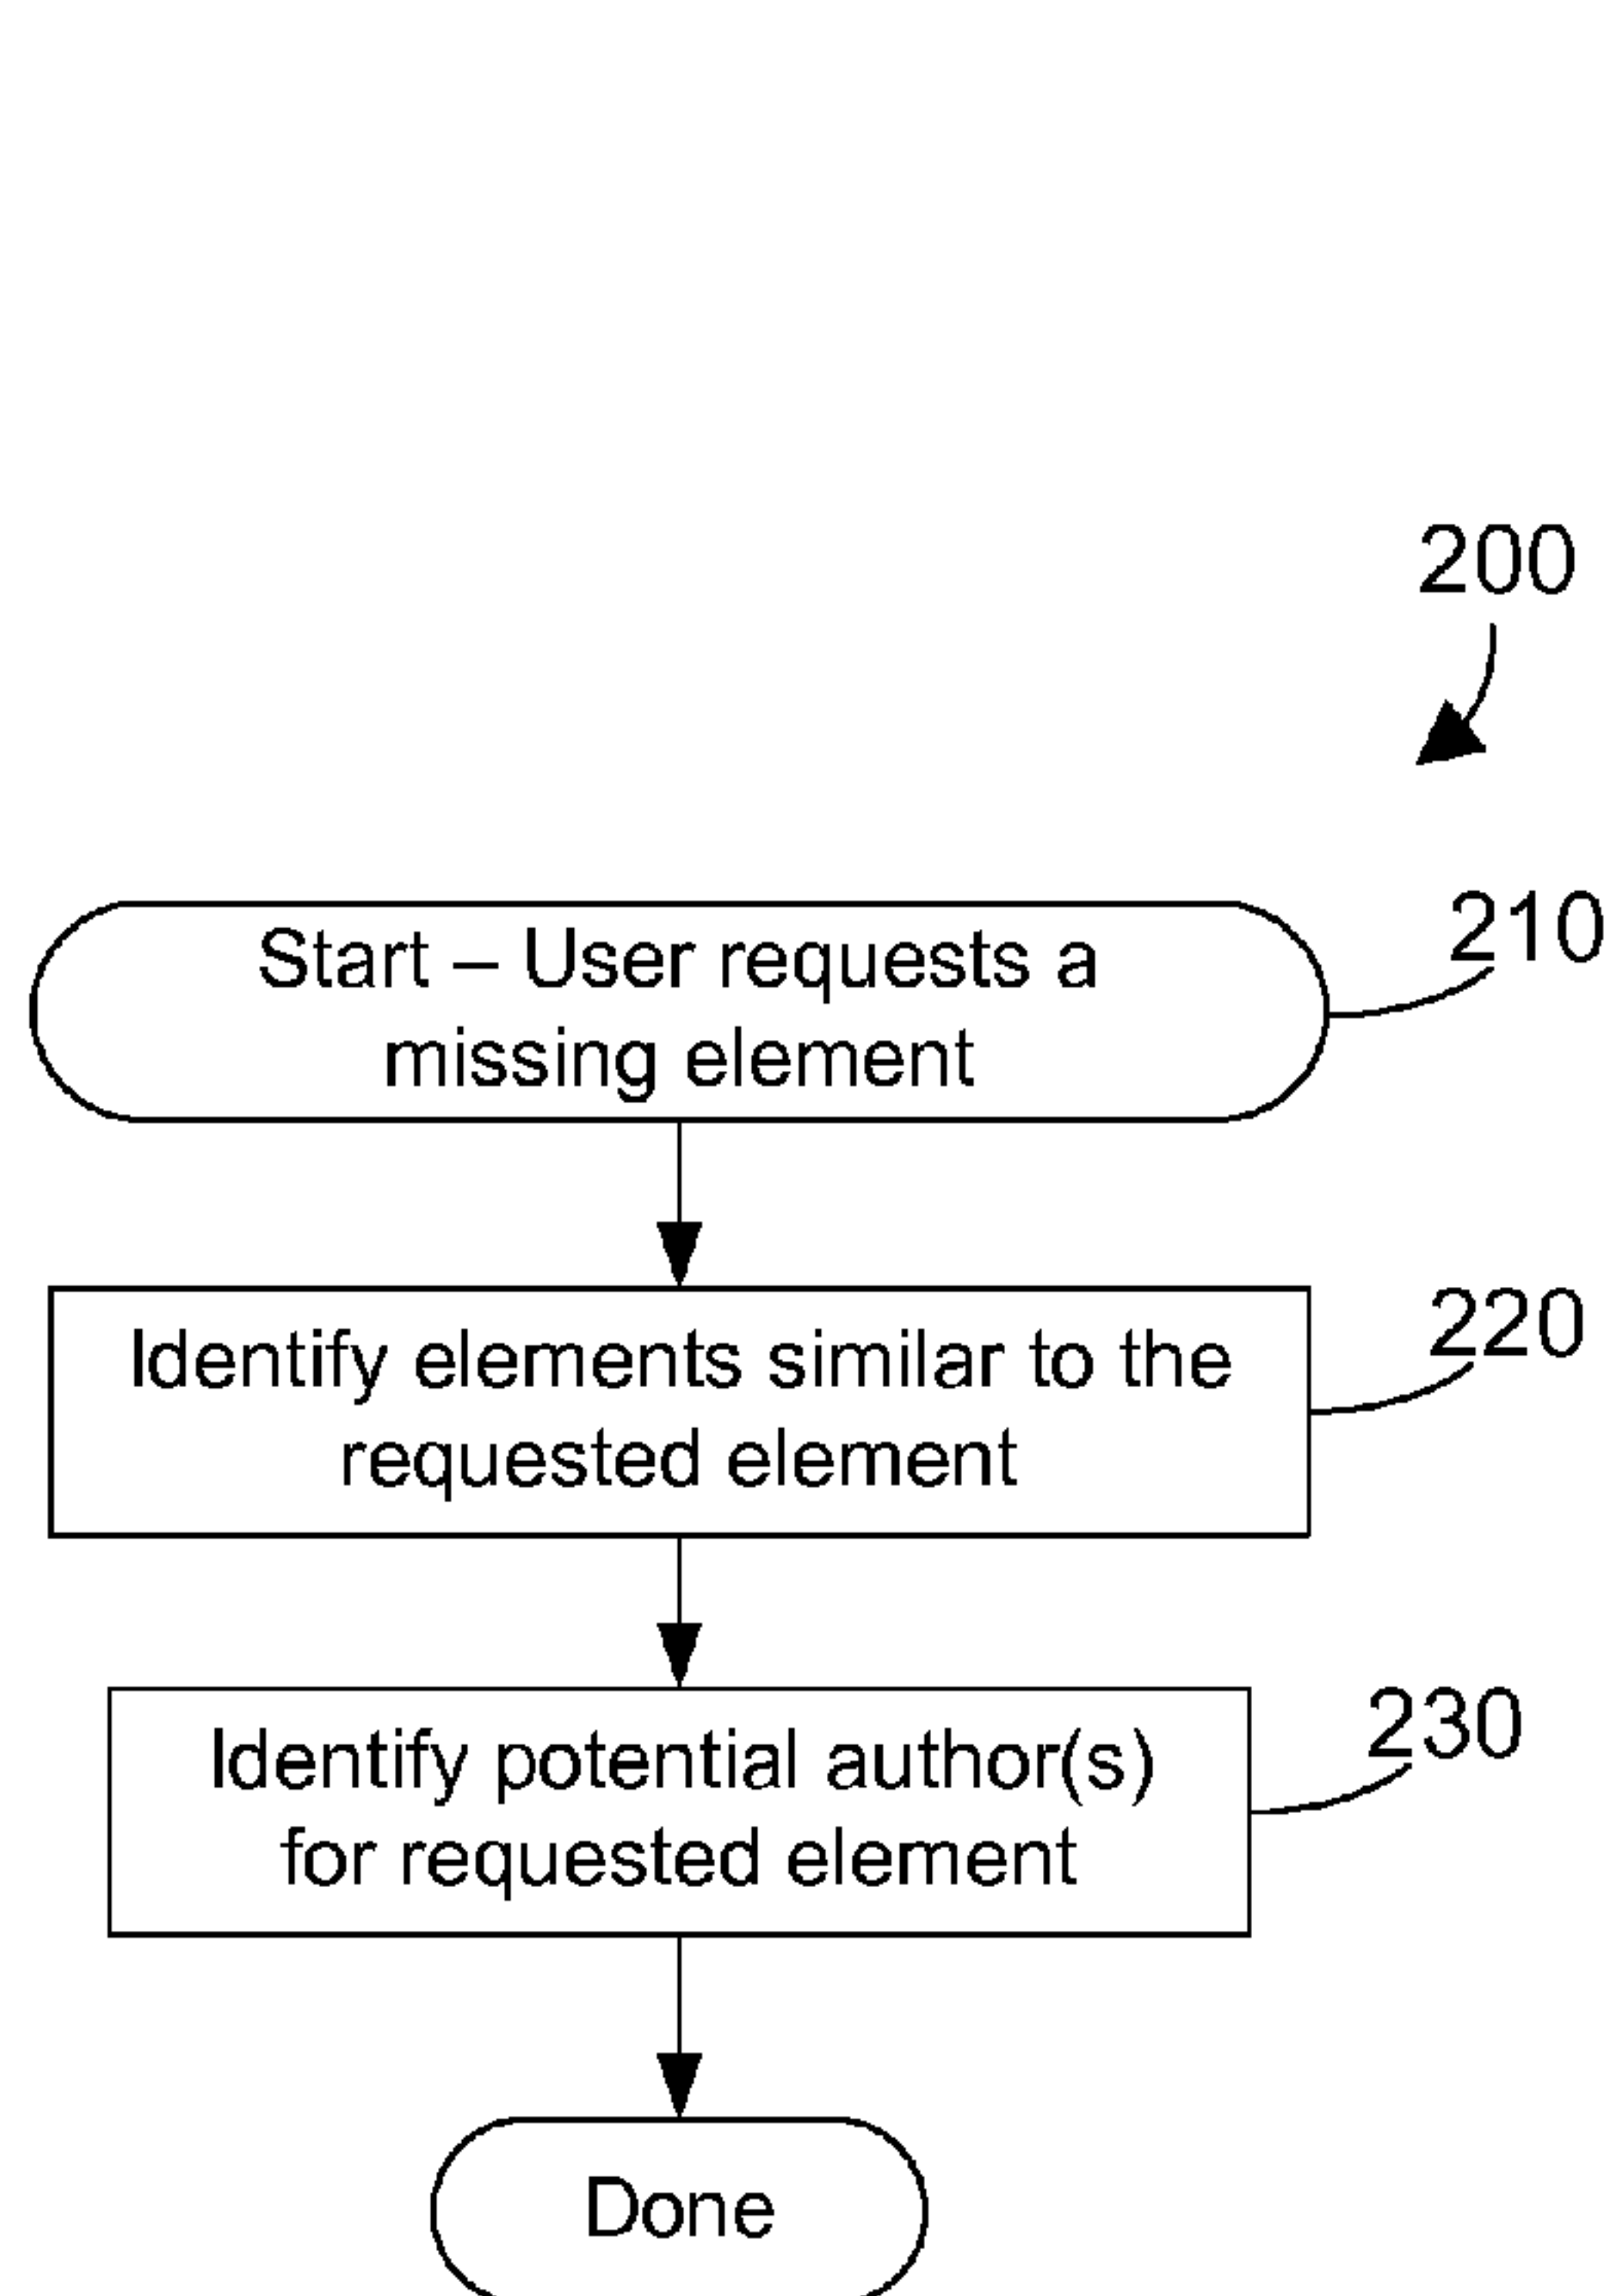 200
210
Start – User requests a
missing element
220
Identify elements similar to the
requested element
230
Identify potential author(s)
for requested element
Done